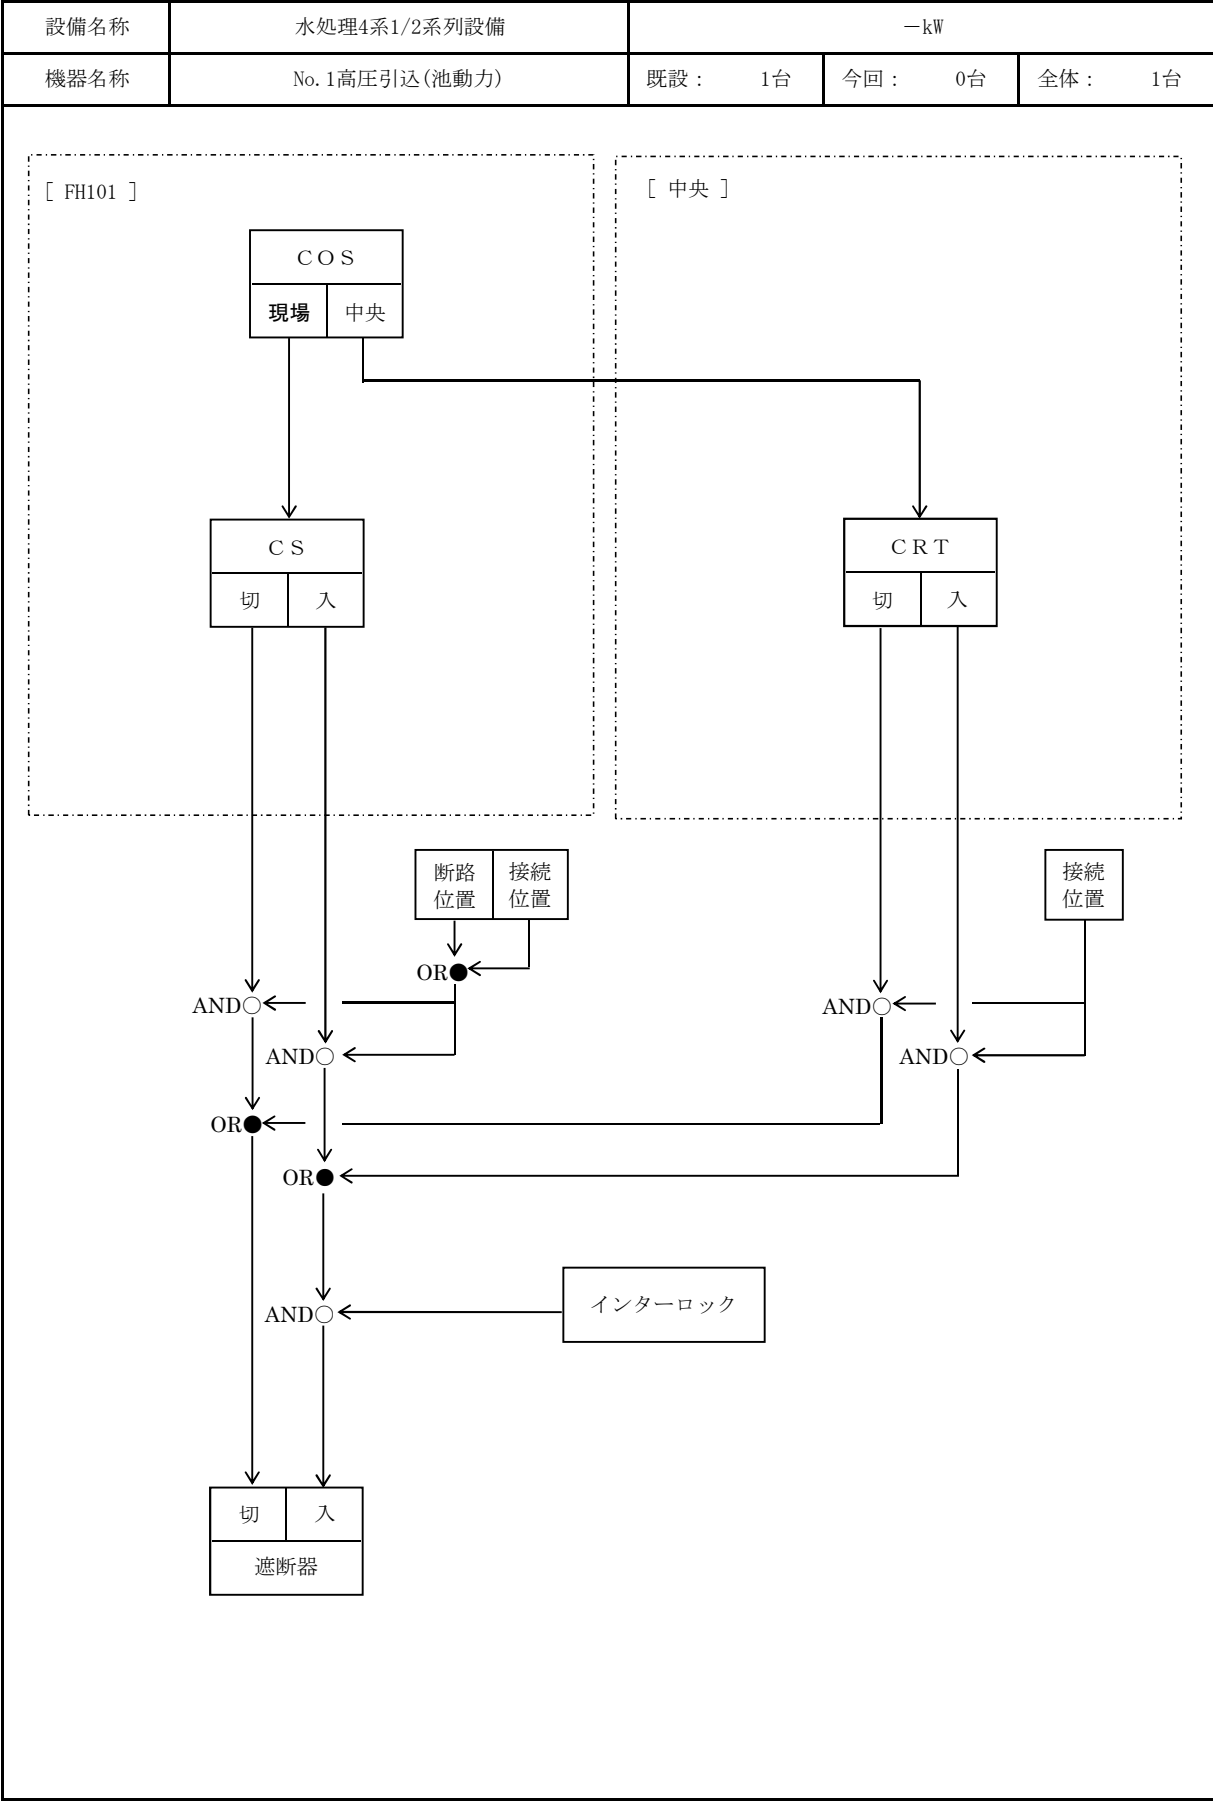 設備名称 水処理4系1/2系列設備 －kW
機器名称 No.1高圧引込(池動力) 既設： 1台 今回： 0台 全体： 1台
[ FH101 ]
[ 中央 ]
ＣＯＳ
現場 中央
ＣＳ
切 入
ＣＲＴ
切 入
断路
位置
接続
位置
接続
位置
OR
AND
AND
AND
AND
OR
OR
AND
インターロック
切 入
遮断器